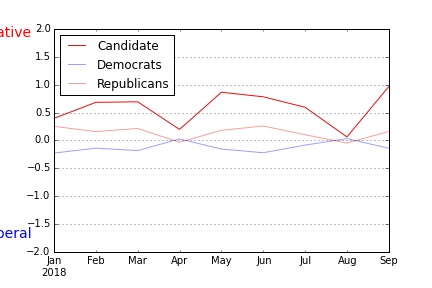 ative
2.0
Candidate
Democrats
Republicans
1.5
1.0
0.5
0.0
−0.5
−1.0
−1.5
beral
−2.0
Jan Feb Mar Apr May Jun Jul Aug Sep
2018